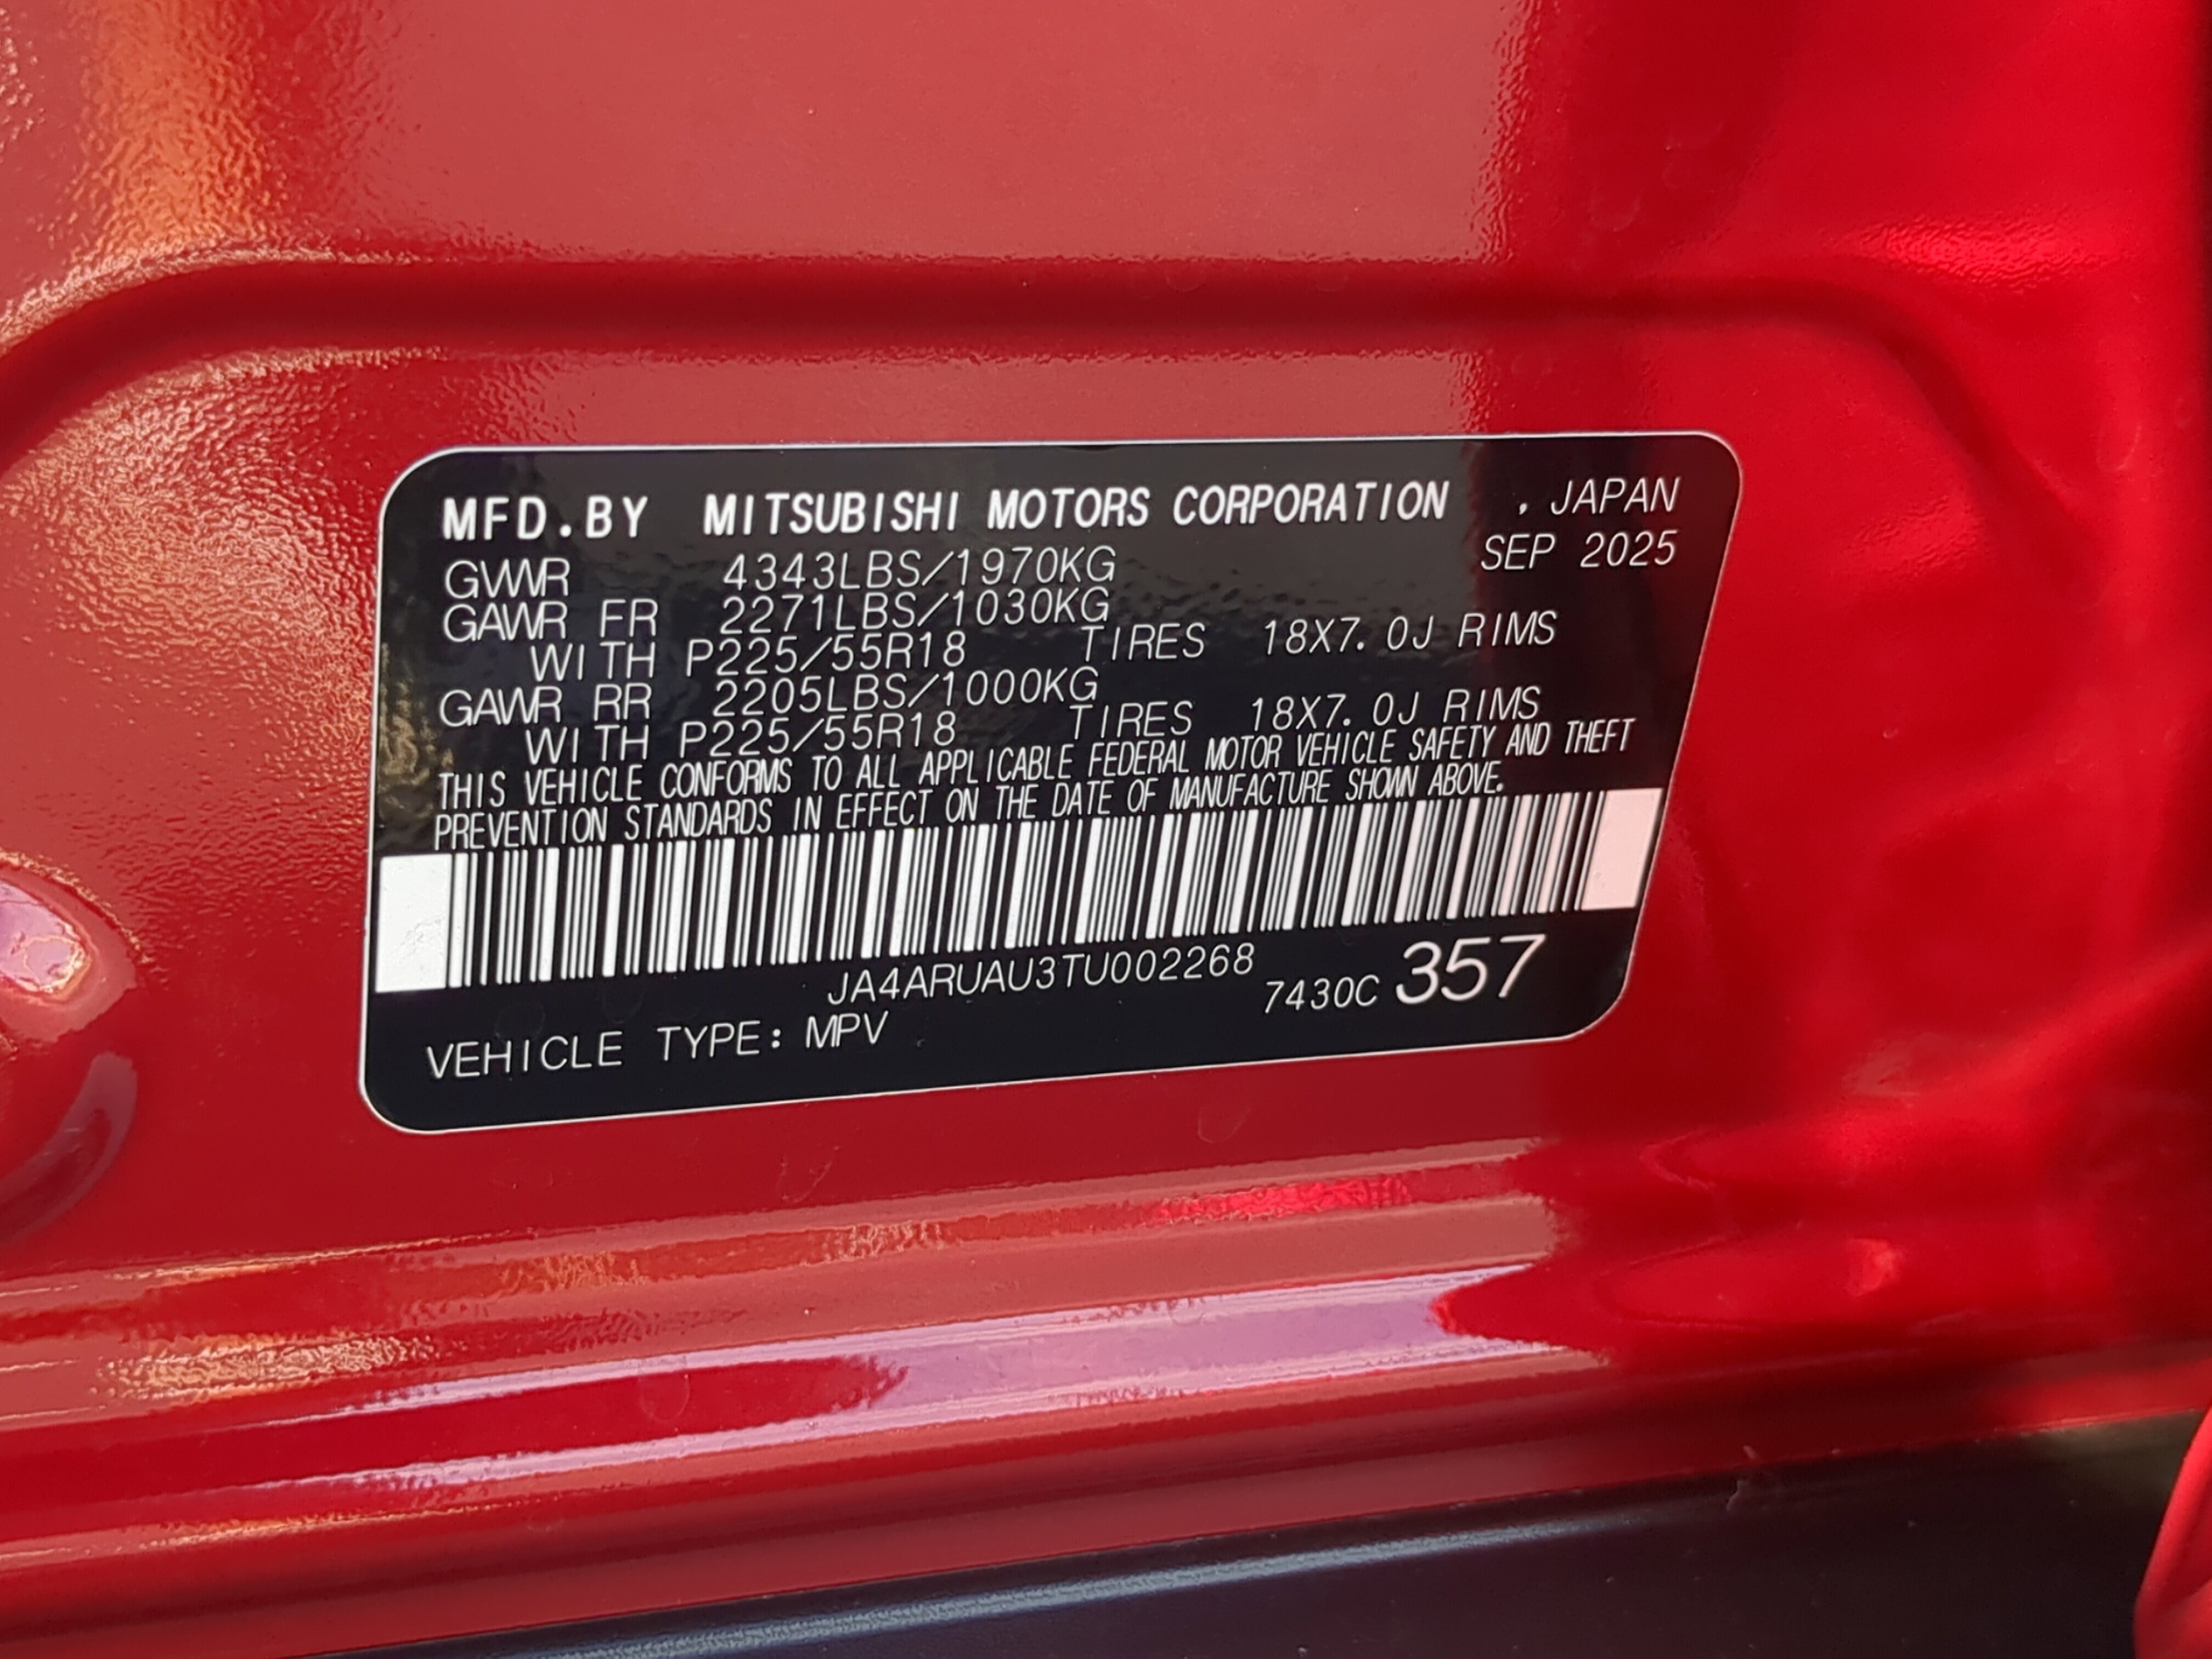 MFD.BY MITSUBISHI MOTORS CORPORATION , JAPAN
SEP 2025
GVWR 4343LBS/1970KG
GAWR FR 2271LBS/1030KG
WITH P225/55R18 TIRES 18X7.0J RIMS
GAWR RR 2205LBS/1000KG
WITH P225/55R18 TIRES 18X7.0J RIMS
THIS VEHICLE CONFORMS TO ALL APPLICABLE FEDERAL MOTOR VEHICLE SAFETY AND THEFT
PREVENTION STANDARDS IN EFFECT ON THE DATE OF MANUFACTURE SHOWN ABOVE.
JA4ARUAU3TU002268
7430C 357
VEHICLE TYPE: MPV